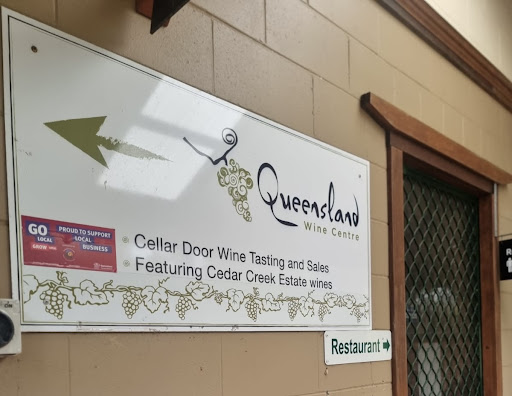 Queensland
Wine Centre
GO
LOCAL
GROW
PROUD TO SUPPORT
LOCAL
BUSINESS
Cellar Door Wine Tasting and Sales
Featuring Cedar Creek Estate wines
Restaurant